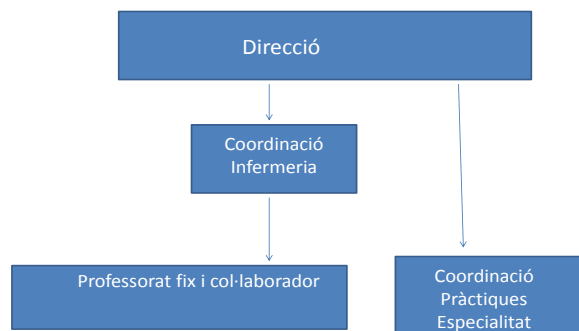 Direcció
Coordinació
Infermeria
Professorat fix i col·laborador
Coordinació
Pràctiques
Especialitat